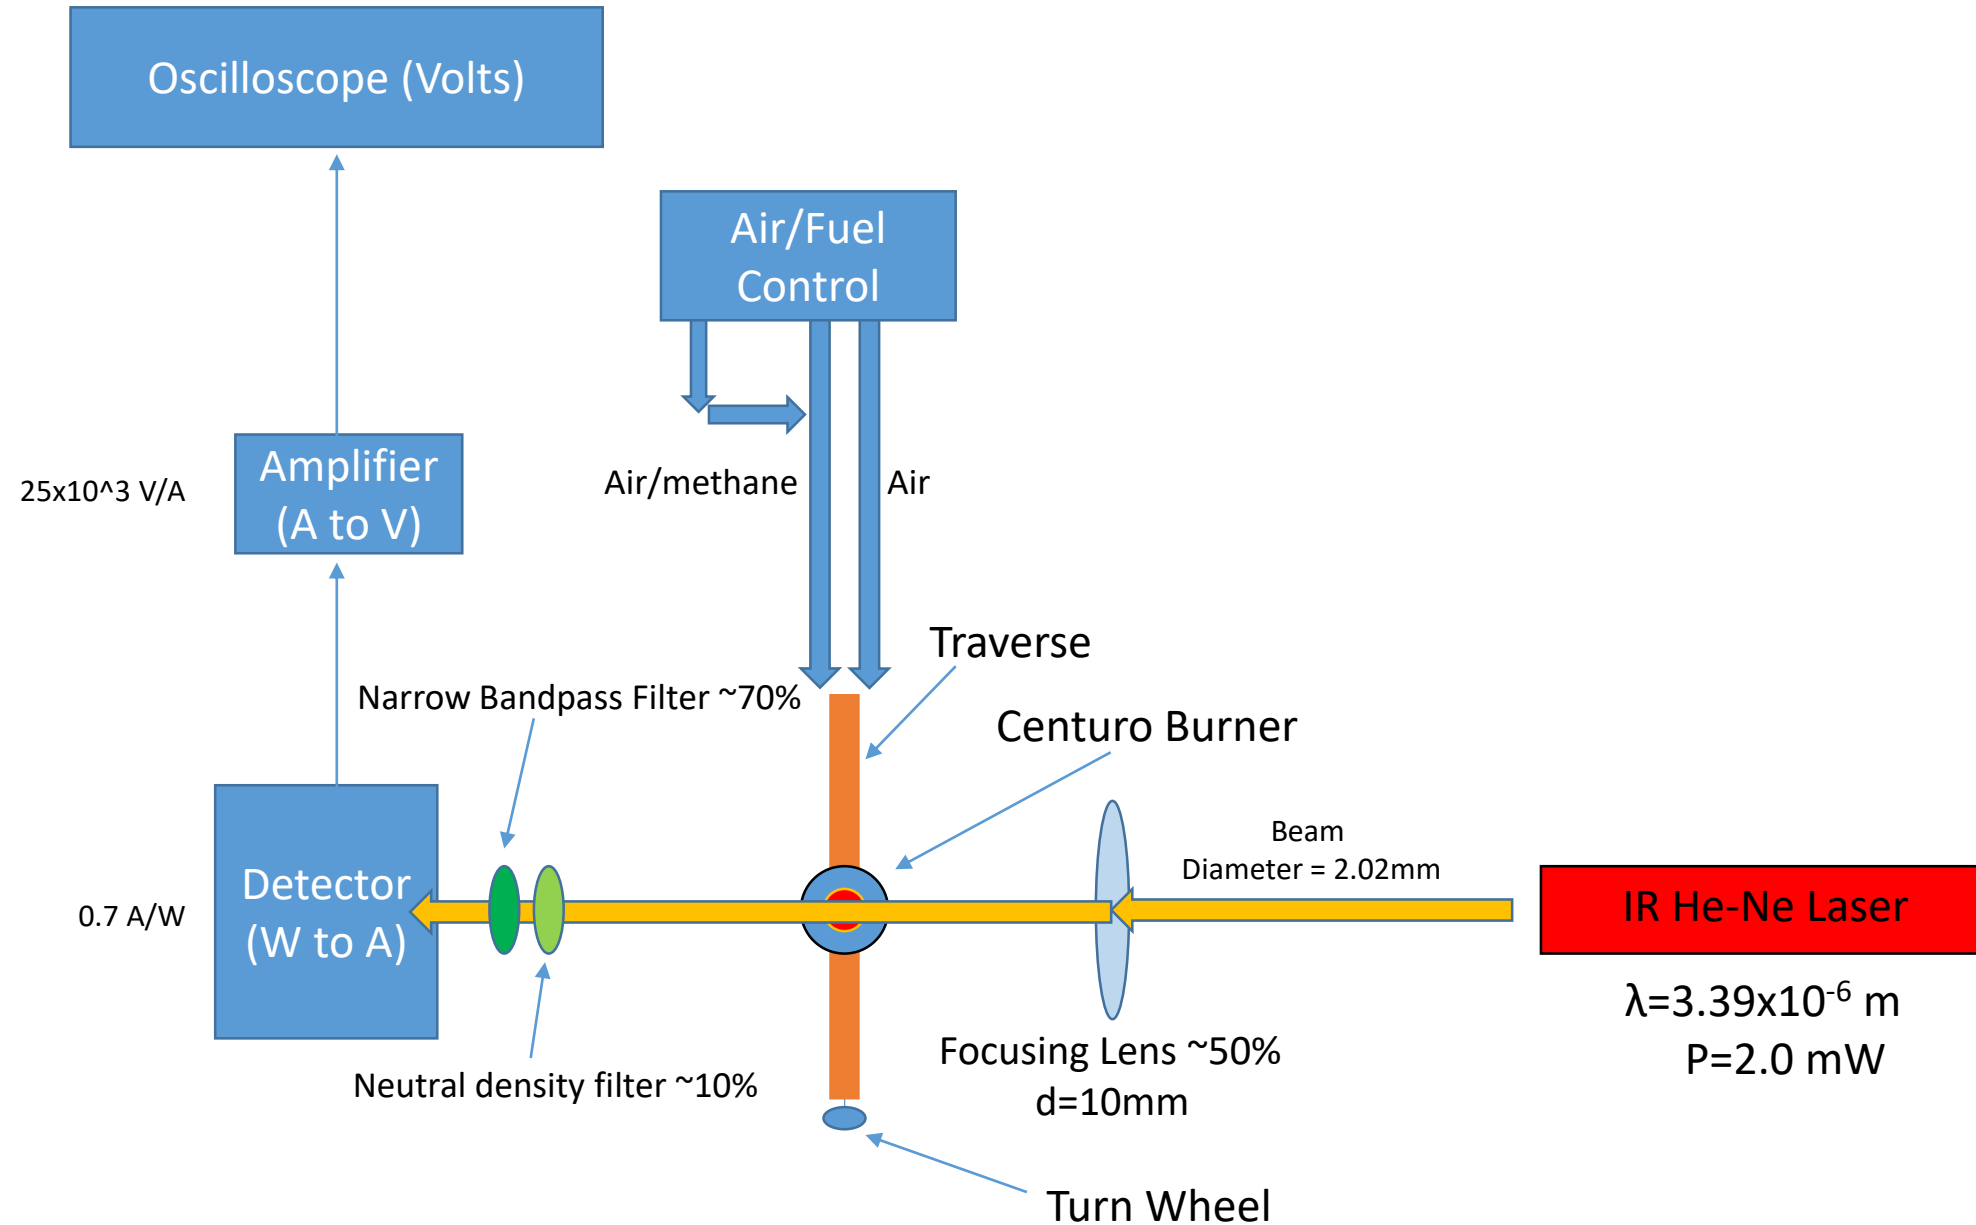 Oscilloscope (Volts)
Air/Fuel
Control
25x10^3 V/A
Amplifier
(A to V)
Air/methane
Air
Traverse
Narrow Bandpass Filter ~70%
Centuro Burner
Beam
Diameter = 2.02mm
0.7 A/W
Detector
(W to A)
IR He-Ne Laser
λ=3.39x10⁻⁶ m
P=2.0 mW
Focusing Lens ~50%
d=10mm
Neutral density filter ~10%
Turn Wheel